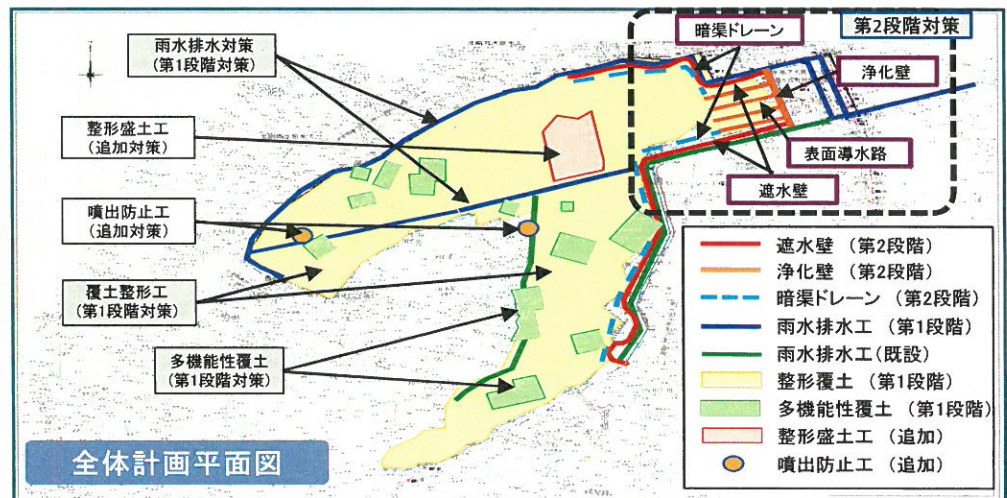 第2段階対策
暗渠ドレーン
浄化壁
表面導水路
遮水壁
雨水排水対策
(第1段階対策)
整形盛土工
(追加対策)
噴出防止工
(追加対策)
覆土整形工
(第1段階対策)
多機能性覆土
(第1段階対策)
遮水壁 (第2段階)
浄化壁 (第2段階)
暗渠ドレーン (第2段階)
雨水排水工 (第1段階)
雨水排水工(既設)
整形覆土 (第1段階)
多機能性覆土 (第1段階)
整形盛土工 (追加)
噴出防止工 (追加)
全体計画平面図